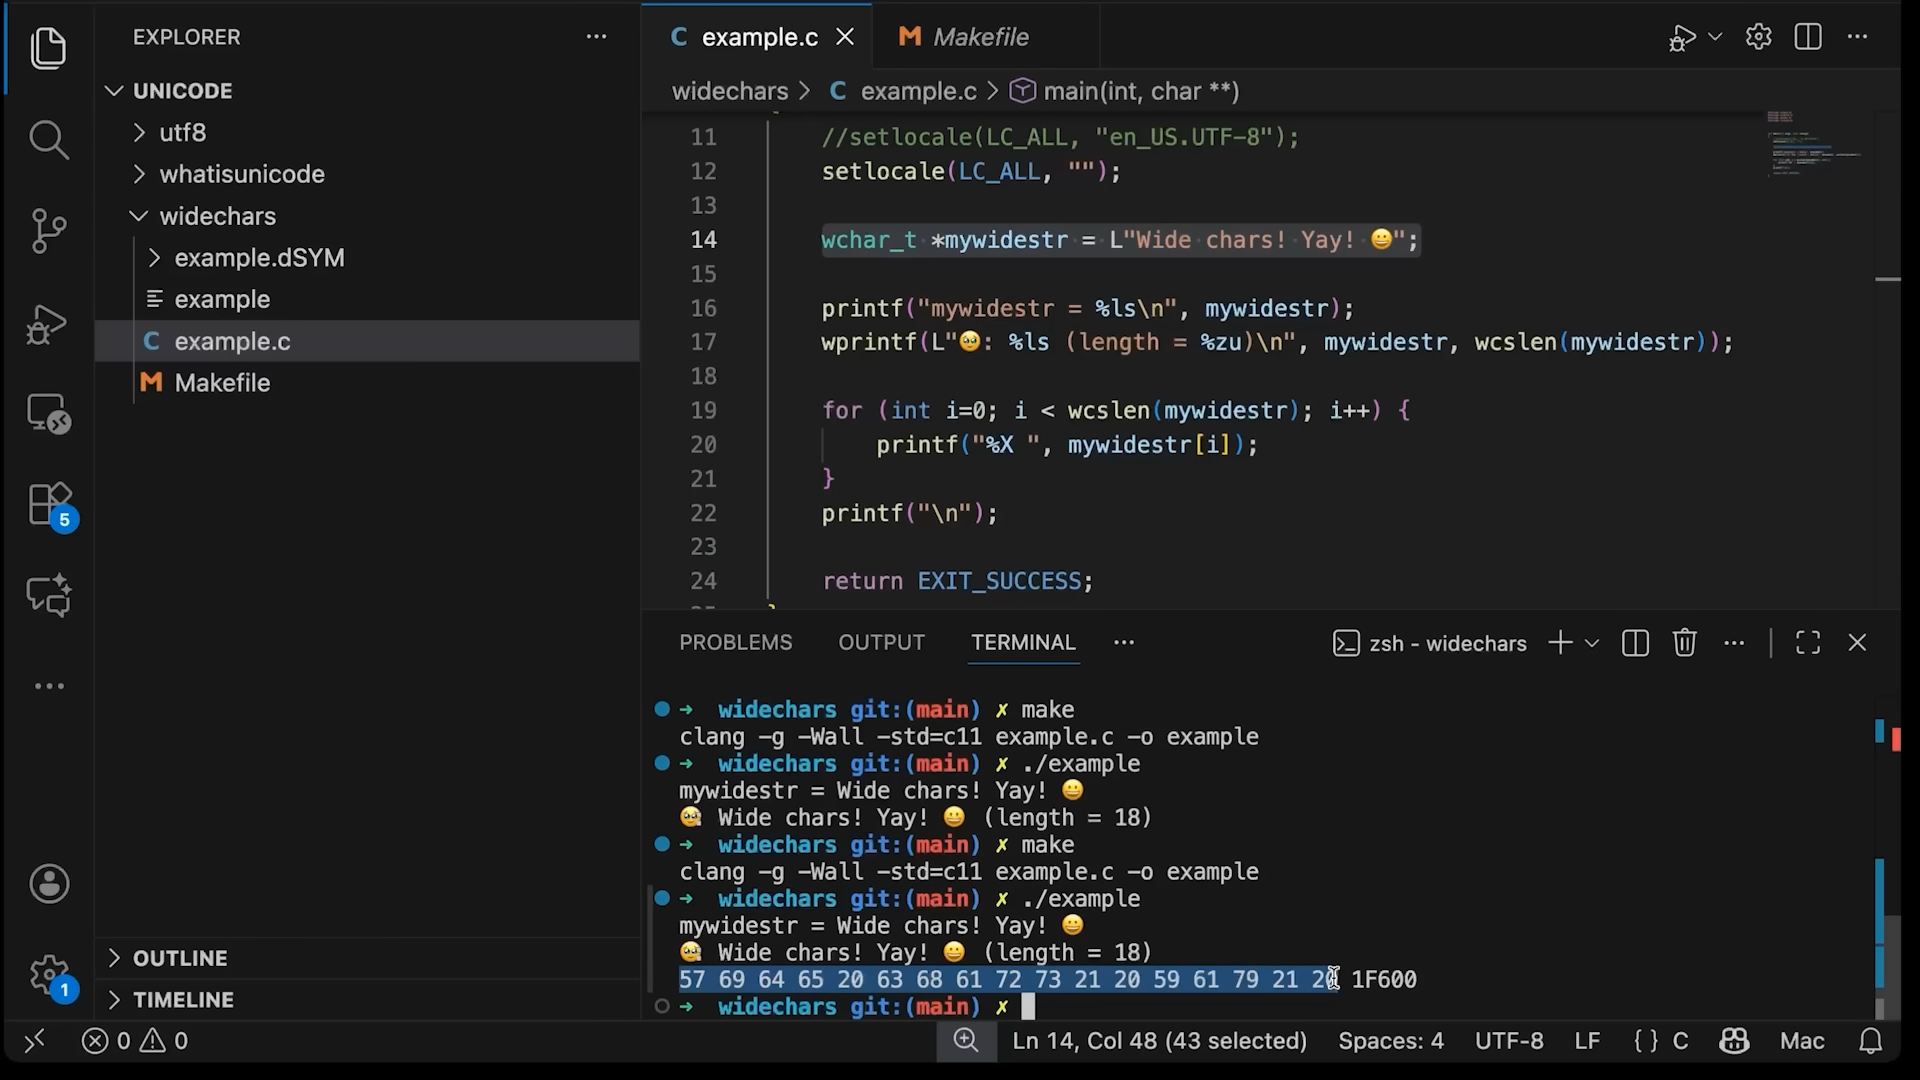 EXPLORER
UNICODE
utf8
whatisunicode
widechars
example.dSYM
example
C example.c
M Makefile
OUTLINE
TIMELINE
5
1
C example.c
M Makefile
widechars > C example.c > main(int, char **)
11 //setlocale(LC_ALL, "en_US.UTF-8");
12 setlocale(LC_ALL, "");
13
14 wchar_t *mywidestr = L"Wide chars! Yay! 😀";
15
16 printf("mywidestr = %ls\n", mywidestr);
17 wprintf(L"🥹: %ls (length = %zu)\n", mywidestr, wcslen(mywidestr));
18
19 for (int i=0; i < wcslen(mywidestr); i++) {
20 printf("%X ", mywidestr[i]);
21 }
22 printf("\n");
23
24 return EXIT_SUCCESS;
PROBLEMS OUTPUT TERMINAL ··· zsh - widechars
➜ widechars git:(main) ✗ make
clang -g -Wall -std=c11 example.c -o example
➜ widechars git:(main) ✗ ./example
mywidestr = Wide chars! Yay! 😀
🥹 Wide chars! Yay! 😀 (length = 18)
➜ widechars git:(main) ✗ make
clang -g -Wall -std=c11 example.c -o example
➜ widechars git:(main) ✗ ./example
mywidestr = Wide chars! Yay! 😀
🥹 Wide chars! Yay! 😀 (length = 18)
57 69 64 65 20 63 68 61 72 73 21 20 59 61 79 21 20 1F600
➜ widechars git:(main) ✗
0 0 Ln 14, Col 48 (43 selected) Spaces: 4 UTF-8 LF {} C Mac